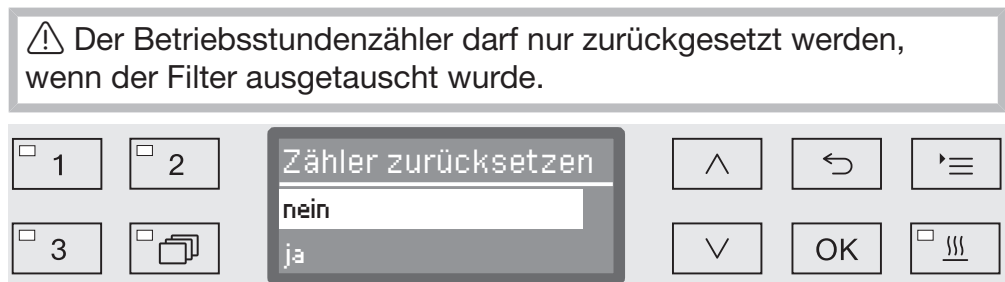 ⚠ Der Betriebsstundenzähler darf nur zurückgesetzt werden,
wenn der Filter ausgetauscht wurde.
1 2 Zähler zurücksetzen
nein
3 ja OK